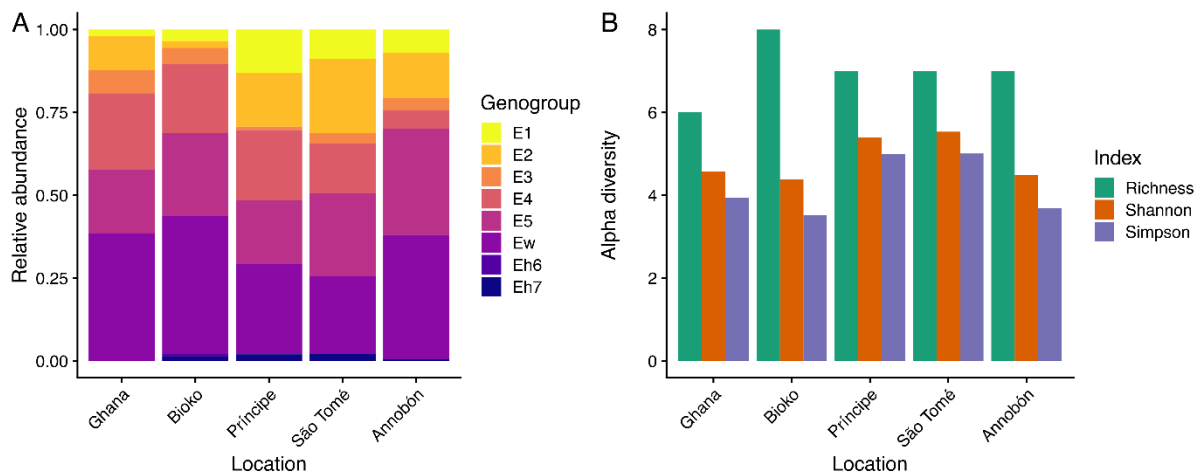 A
Relative abundance
1.00
0.75
0.50
0.25
0.00
Ghana
Bioko
Príncipe
São Tomé
Annobón
Location
Genogroup
E1
E2
E3
E4
E5
Ew
Eh6
Eh7
B
Alpha diversity
8
6
4
2
0
Ghana
Bioko
Príncipe
São Tomé
Annobón
Location
Index
Richness
Shannon
Simpson